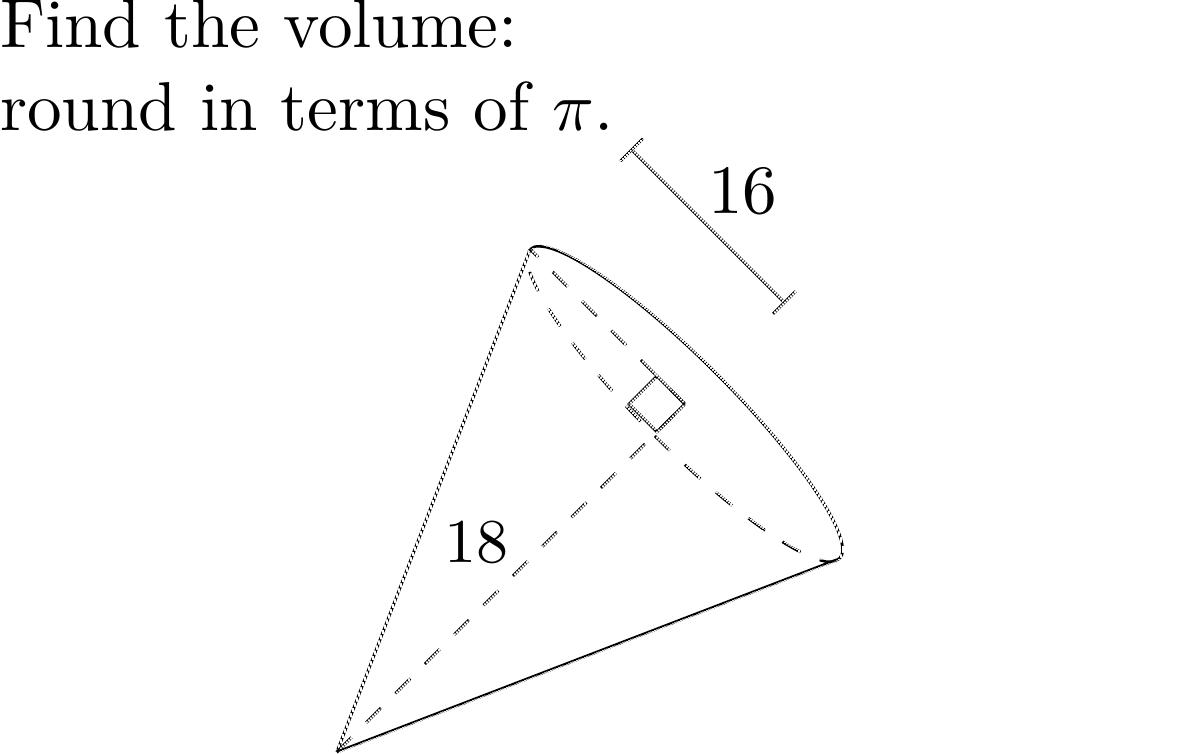 Find the volume:
round in terms of π.
16
18